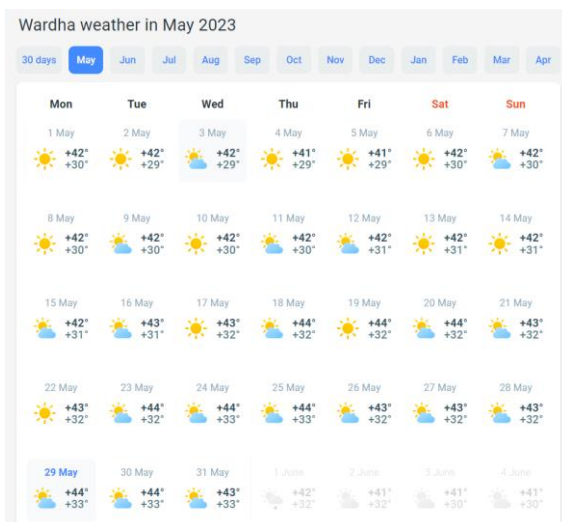 Wardha weather in May 2023
30 days May Jun Jul Aug Sep Oct Nov Dec Jan Feb Mar Apr
Mon Tue Wed Thu Fri Sat Sun
1 May 2 May 3 May 4 May 5 May 6 May 7 May
+42° +42° +42° +41° +41° +42° +42°
+30° +29° +29° +29° +29° +30° +30°
8 May 9 May 10 May 11 May 12 May 13 May 14 May
+42° +42° +42° +42° +42° +42° +42°
+30° +30° +30° +30° +31° +31° +31°
15 May 16 May 17 May 18 May 19 May 20 May 21 May
+42° +43° +43° +44° +44° +44° +43°
+31° +31° +32° +32° +32° +32° +32°
22 May 23 May 24 May 25 May 26 May 27 May 28 May
+43° +44° +44° +44° +43° +43° +43°
+32° +32° +33° +33° +32° +32° +32°
29 May 30 May 31 May 1 June 2 June 3 June 4 June
+44° +44° +43° +42° +41° +41° +41°
+33° +33° +33° +32° +32° +30° +30°